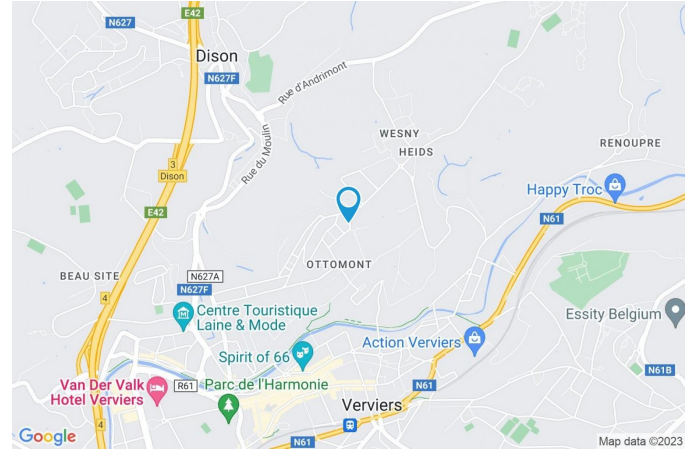 N627
E42
Dison
N627F
Rue d'Andrimont
WESNY
HEIDS
RENOUPRE
Rue du Moulin
3
Dison
Happy Troc
E42
N61
BEAU SITE
N627A
N627F
OTTOMONT
4
Centre Touristique
Laine & Mode
Essity Belgium
Spirit of 66
Action Verviers
Van Der Valk
Hotel Verviers
R61
Parc de l'Harmonie
N61
N61B
Verviers
4
N61
Google
Map data ©2023